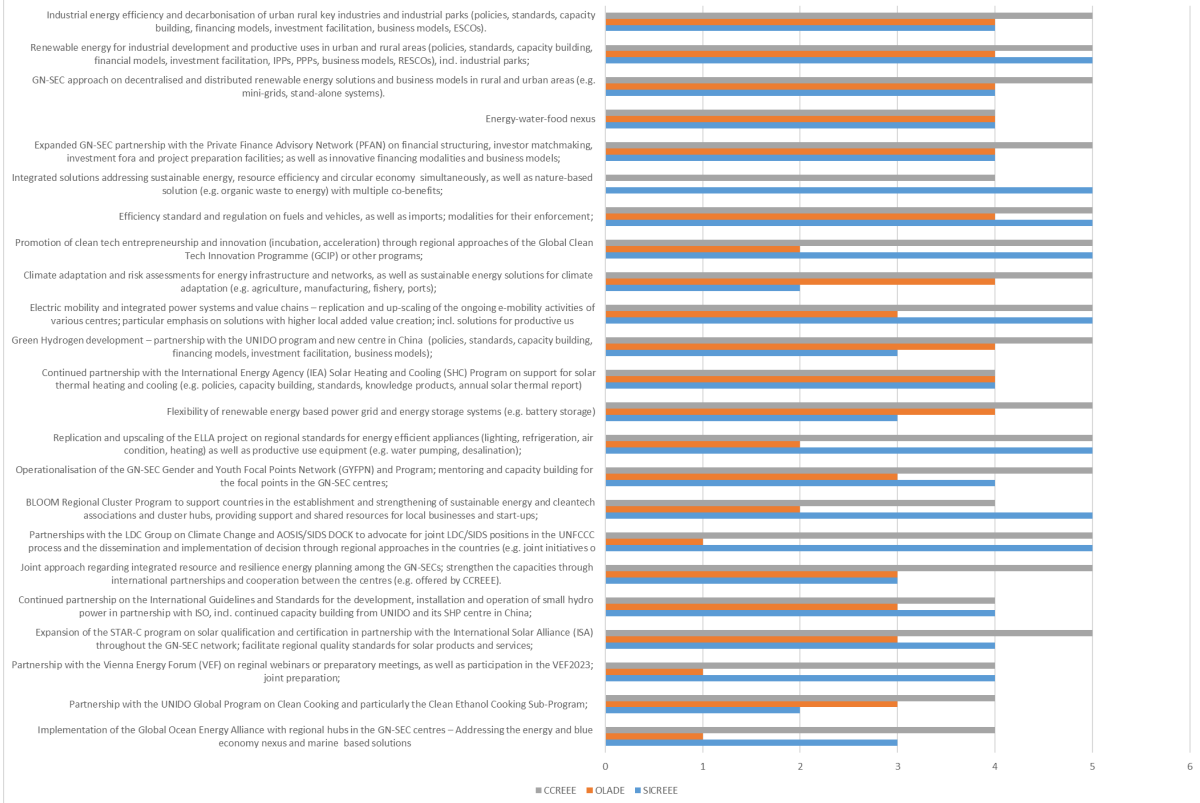 Industrial energy efficiency and decarbonisation of urban rural key industries and industrial parks (policies, standards, capacity
building, financing models, investment facilitation, business models, ESCOs).
Renewable energy for industrial development and productive uses in urban and rural areas (policies, standards, capacity building,
financial models, investment facilitation, IPPs, PPPs, business models, RESCOs), incl. industrial parks;
GN-SEC approach on decentralised and distributed renewable energy solutions and business models in rural and urban areas (e.g.
mini-grids, stand-alone systems).
Energy-water-food nexus
Expanded GN-SEC partnership with the Private Finance Advisory Network (PFAN) on financial structuring, investor matchmaking,
investment fora and project preparation facilities; as well as innovative financing modalities and business models;
Integrated solutions addressing sustainable energy, resource efficiency and circular economy simultaneously, as well as nature-based
solution (e.g. organic waste to energy) with multiple co-benefits;
Efficiency standard and regulation on fuels and vehicles, as well as imports; modalities for their enforcement;
Promotion of clean tech entrepreneurship and innovation (incubation, acceleration) through regional approaches of the Global Clean
Tech Innovation Programme (GCIP) or other programs;
Climate adaptation and risk assessments for energy infrastructure and networks, as well as sustainable energy solutions for climate
adaptation (e.g. agriculture, manufacturing, fishery, ports);
Electric mobility and integrated power systems and value chains – replication and up-scaling of the ongoing e-mobility activities of
various centres; particular emphasis on solutions with higher local added value creation; incl. solutions for productive us
Green Hydrogen development – partnership with the UNIDO program and new centre in China (policies, standards, capacity building,
financing models, investment facilitation, business models);
Continued partnership with the International Energy Agency (IEA) Solar Heating and Cooling (SHC) Program on support for solar
thermal heating and cooling (e.g. policies, capacity building, standards, knowledge products, annual solar thermal report)
Flexibility of renewable energy based power grid and energy storage systems (e.g. battery storage)
Replication and upscaling of the ELLA project on regional standards for energy efficient appliances (lighting, refrigeration, air
condition, heating) as well as productive use equipment (e.g. water pumping, desalination);
Operationalisation of the GN-SEC Gender and Youth Focal Points Network (GYFPN) and Program; mentoring and capacity building for
the focal points in the GN-SEC centres;
BLOOM Regional Cluster Program to support countries in the establishment and strengthening of sustainable energy and cleantech
associations and cluster hubs, providing support and shared resources for local businesses and start-ups;
Partnerships with the LDC Group on Climate Change and AOSIS/SIDS DOCK to advocate for joint LDC/SIDS positions in the UNFCCC
process and the dissemination and implementation of decision through regional approaches in the countries (e.g. joint initiatives o
Joint approach regarding integrated resource and resilience energy planning among the GN-SECs; strengthen the capacities through
international partnerships and cooperation between the centres (e.g. offered by CCREEE).
Continued partnership on the International Guidelines and Standards for the development, installation and operation of small hydro
power in partnership with ISO, incl. continued capacity building from UNIDO and its SHP centre in China;
Expansion of the STAR-C program on solar qualification and certification in partnership with the International Solar Alliance (ISA)
throughout the GN-SEC network; facilitate regional quality standards for solar products and services;
Partnership with the Vienna Energy Forum (VEF) on reginal webinars or preparatory meetings, as well as participation in the VEF2023;
joint preparation;
Partnership with the UNIDO Global Program on Clean Cooking and particularly the Clean Ethanol Cooking Sub-Program;
Implementation of the Global Ocean Energy Alliance with regional hubs in the GN-SEC centres – Addressing the energy and blue
economy nexus and marine based solutions
0 1 2 3 4 5 6
CCREEE OLADE SICREEE